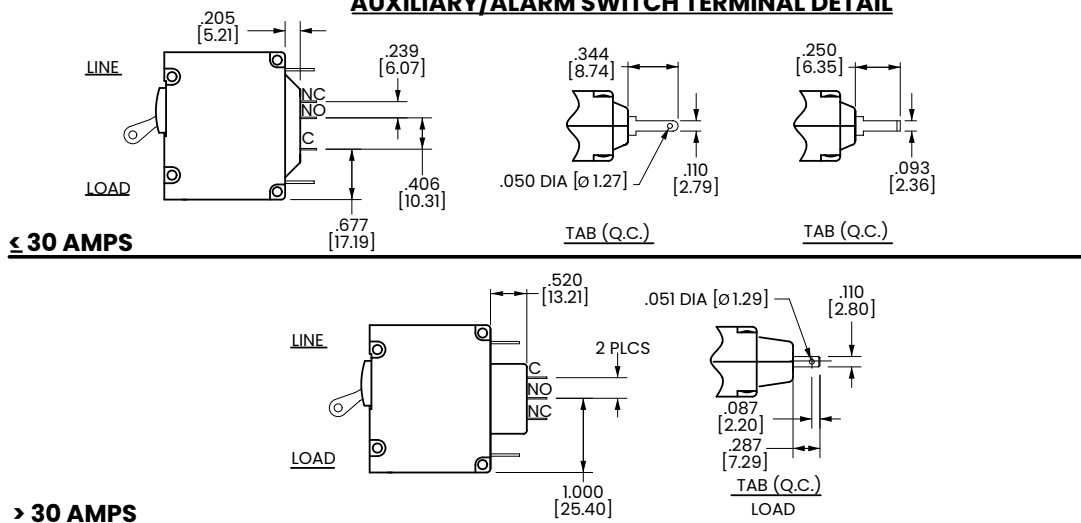 AUXILIARY/ALARM SWITCH TERMINAL DETAIL
.205
[5.21]
.239
[6.07]
LINE
NC
NO
C
LOAD
.406
[10.31]
.677
[17.19]
.344
[8.74]
.050 DIA [Ø 1.27]
.110
[2.79]
TAB (Q.C.)
.250
[6.35]
.093
[2.36]
TAB (Q.C.)
≤ 30 AMPS
.520
[13.21]
LINE
2 PLCS
C
NO
NC
LOAD
1.000
[25.40]
.051 DIA [Ø 1.29]
.110
[2.80]
.087
[2.20]
.287
[7.29]
TAB (Q.C.)
LOAD
> 30 AMPS